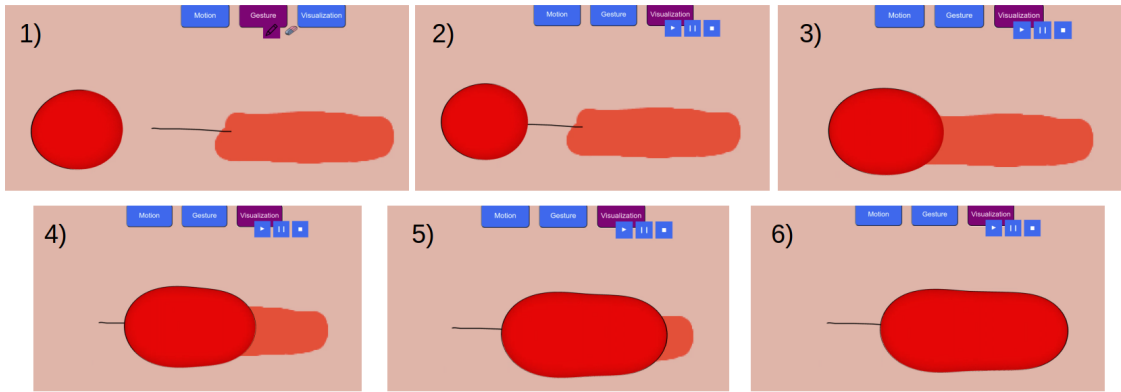 1) Motion Gesture Visualization
2) Motion Gesture Visualization
3) Motion Gesture Visualization
4) Motion Gesture Visualization
5) Motion Gesture Visualization
6) Motion Gesture Visualization